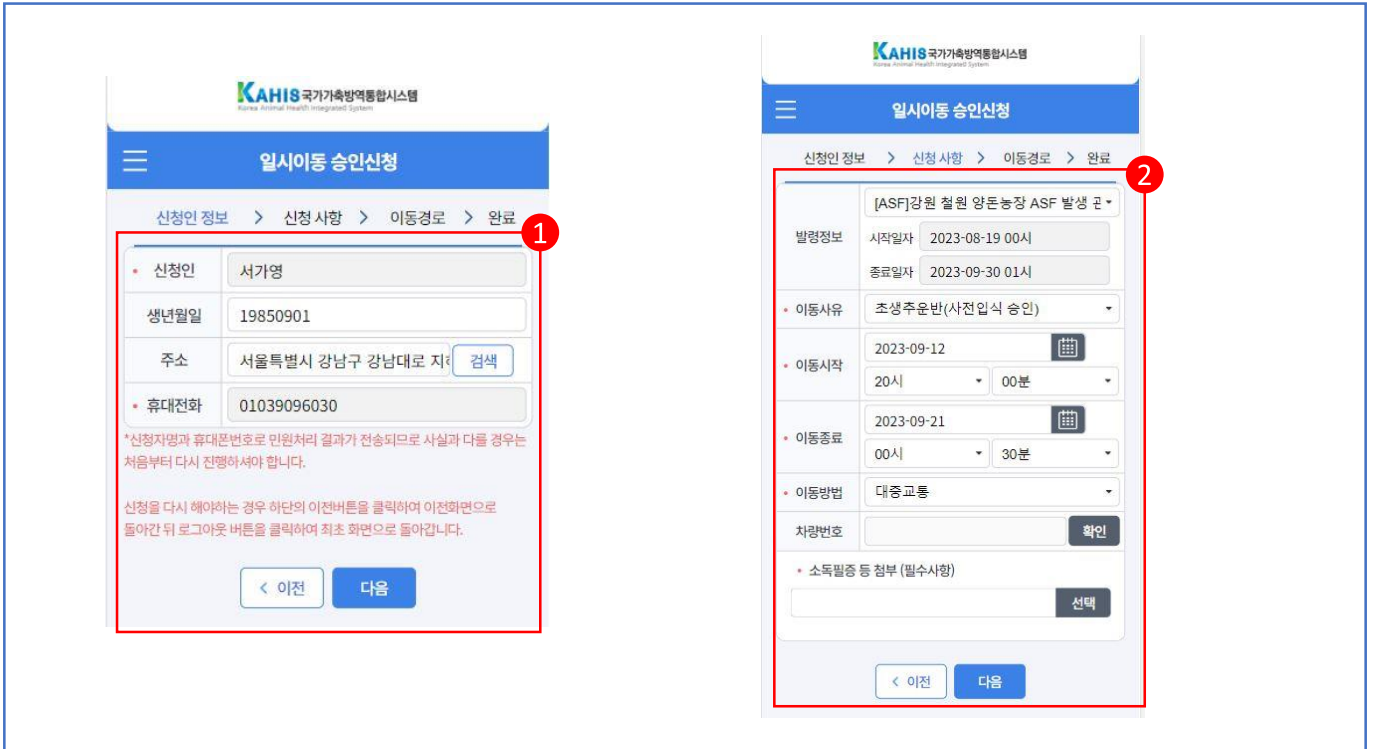 KAHIS 국가가축방역통합시스템
Korea Animal Health Integrated System
일시이동 승인신청
신청인 정보 > 신청 사항 > 이동경로 > 완료
1
• 신청인 서가영
생년월일 19850901
주소 서울특별시 강남구 강남대로 지하 검색
• 휴대전화 01039096030
*신청자명과 휴대폰번호로 민원처리 결과가 전송되므로 사실과 다를 경우는
처음부터 다시 진행하셔야 합니다.
신청을 다시 해야하는 경우 하단의 이전버튼을 클릭하여 이전화면으로
돌아간 뒤 로그아웃 버튼을 클릭하여 최초 화면으로 돌아갑니다.
< 이전 다음
KAHIS 국가가축방역통합시스템
Korea Animal Health Integrated System
일시이동 승인신청
신청인 정보 > 신청 사항 > 이동경로 > 완료
2
발령정보 [ASF]강원 철원 양돈농장 ASF 발생 관
시작일자 2023-08-19 00시
종료일자 2023-09-30 01시
• 이동사유 초생추운반(사전입식 승인)
• 이동시작 2023-09-12
20시 00분
• 이동종료 2023-09-21
00시 30분
• 이동방법 대중교통
차량번호 확인
• 소독필증 등 첨부 (필수사항)
선택
< 이전 다음